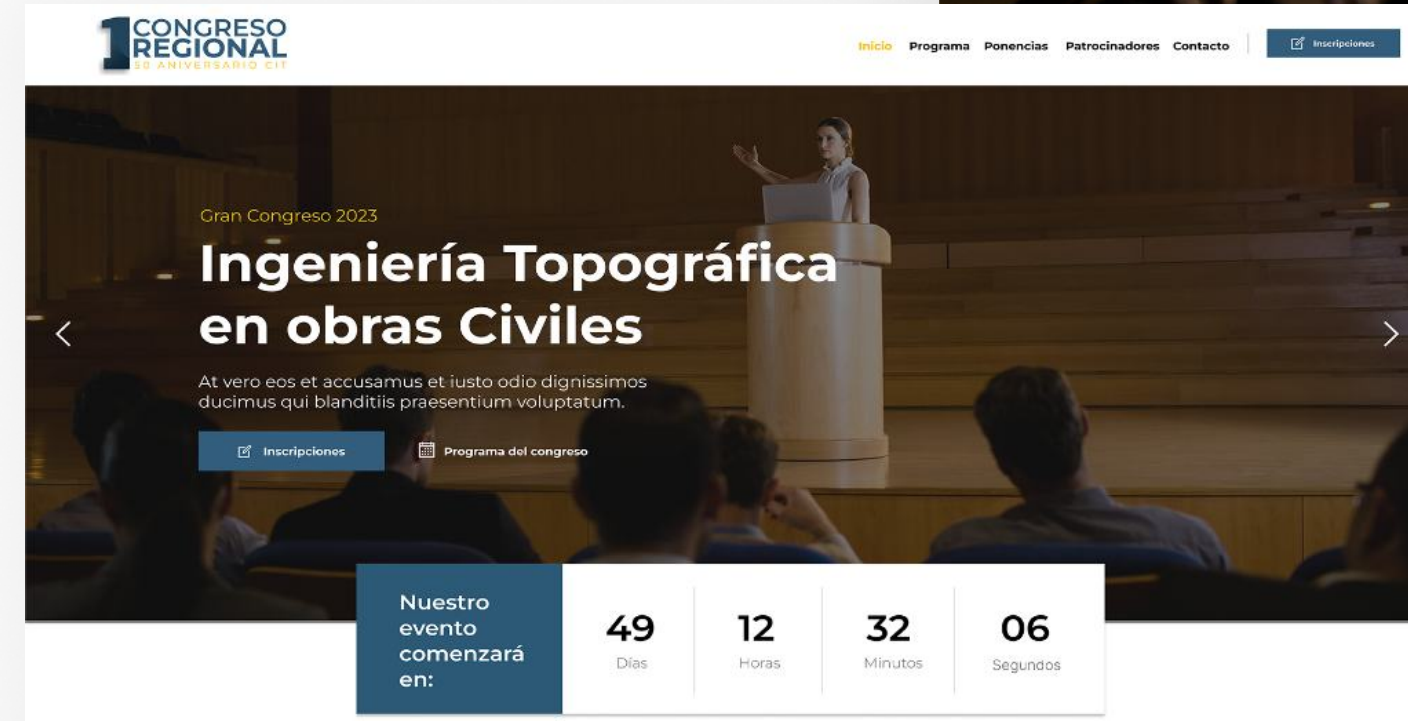 1 CONGRESO
REGIONAL
50 ANIVERSARIO CIT
Inicio Programa Ponencias Patrocinadores Contacto
Inscripciones
Gran Congreso 2023
Ingeniería Topográfica
en obras Civiles
At vero eos et accusamus et iusto odio dignissimos
ducimus qui blanditiis praesentium voluptatum.
Inscripciones
Programa del congreso
Nuestro
evento
comenzará
en:
49
Días
12
Horas
32
Minutos
06
Segundos